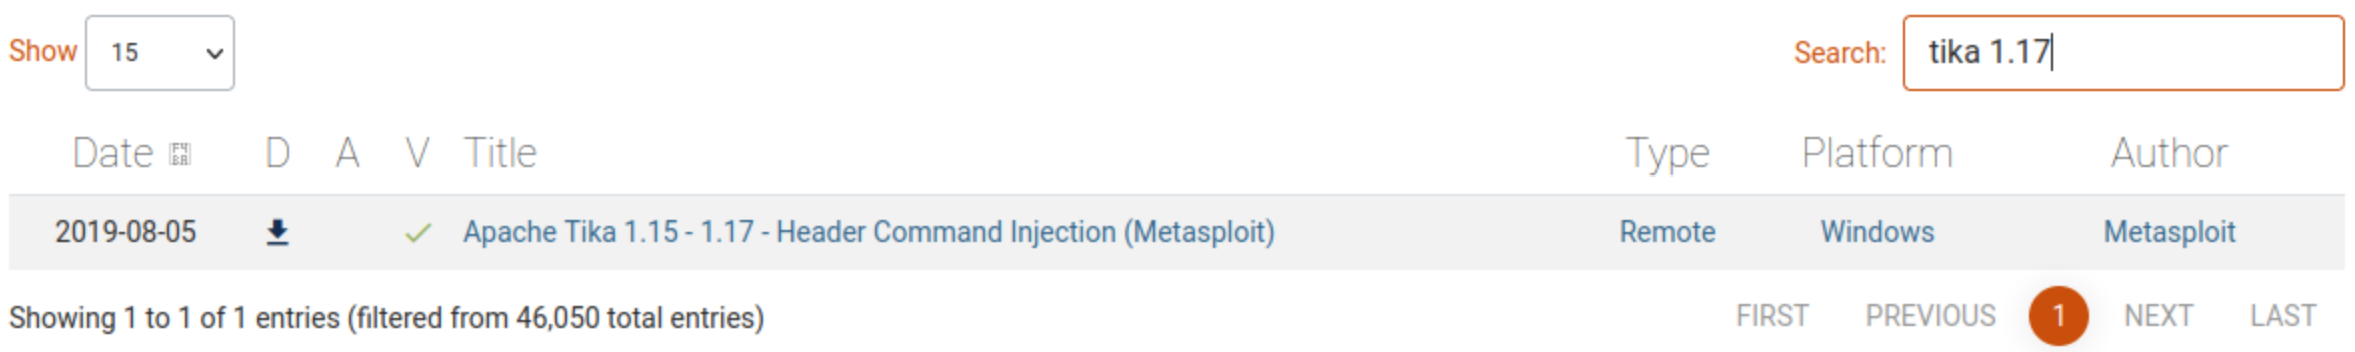 Show 15 Search: tika 1.17
Date D A V Title Type Platform Author
2019-08-05 Apache Tika 1.15 - 1.17 - Header Command Injection (Metasploit) Remote Windows Metasploit
Showing 1 to 1 of 1 entries (filtered from 46,050 total entries) FIRST PREVIOUS 1 NEXT LAST